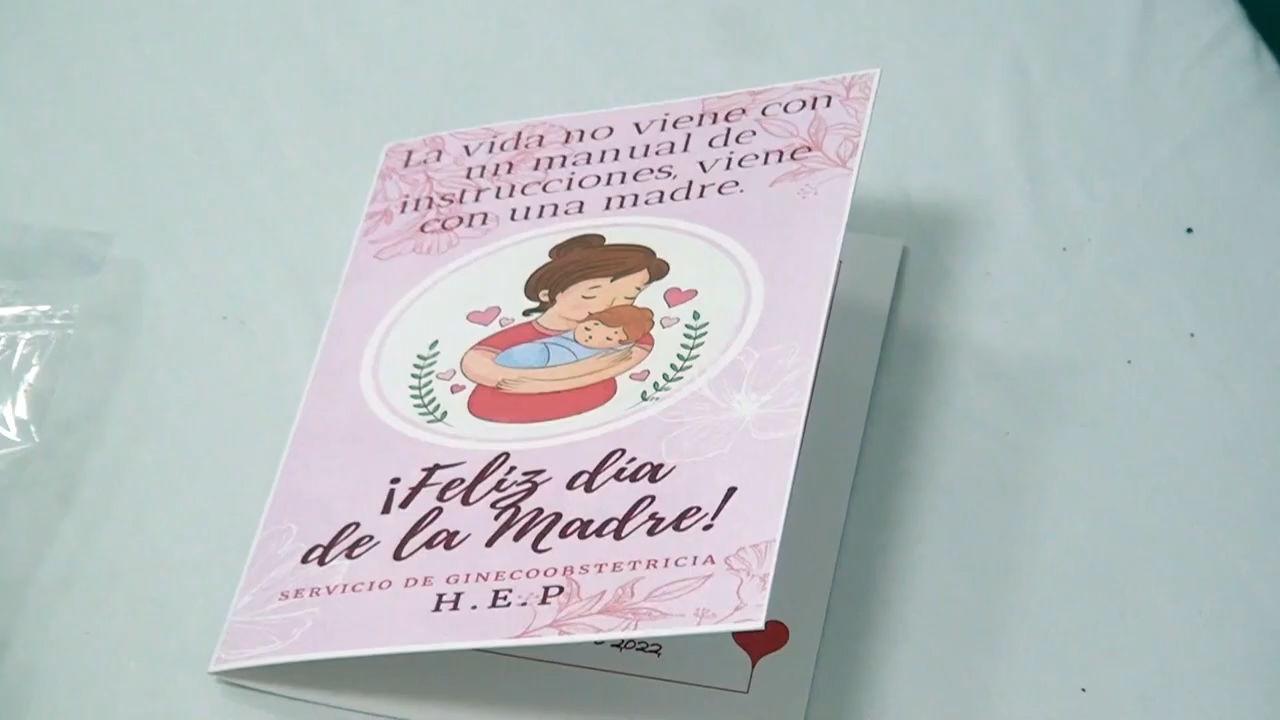 La vida no viene con
un manual de
instrucciones, viene
con una madre.
¡Feliz día
de la Madre!
SERVICIO DE GINECOOBSTETRICIA
H.E.P
2022